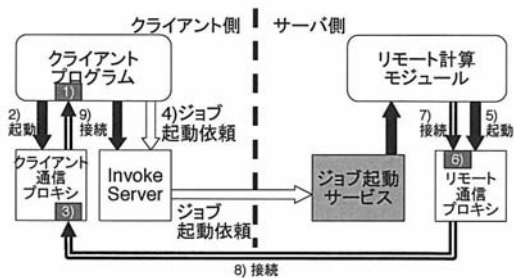 クライアント側
サーバ側
クライアント
プログラム
1)
リモート計算
モジュール
2)
起動
9)
接続
4)ジョブ
起動依頼
7)
接続
5)
起動
クライアント
通信
プロキシ
3)
Invoke
Server
ジョブ
起動依頼
ジョブ起動
サービス
6)
リモート
通信
プロキシ
8) 接続